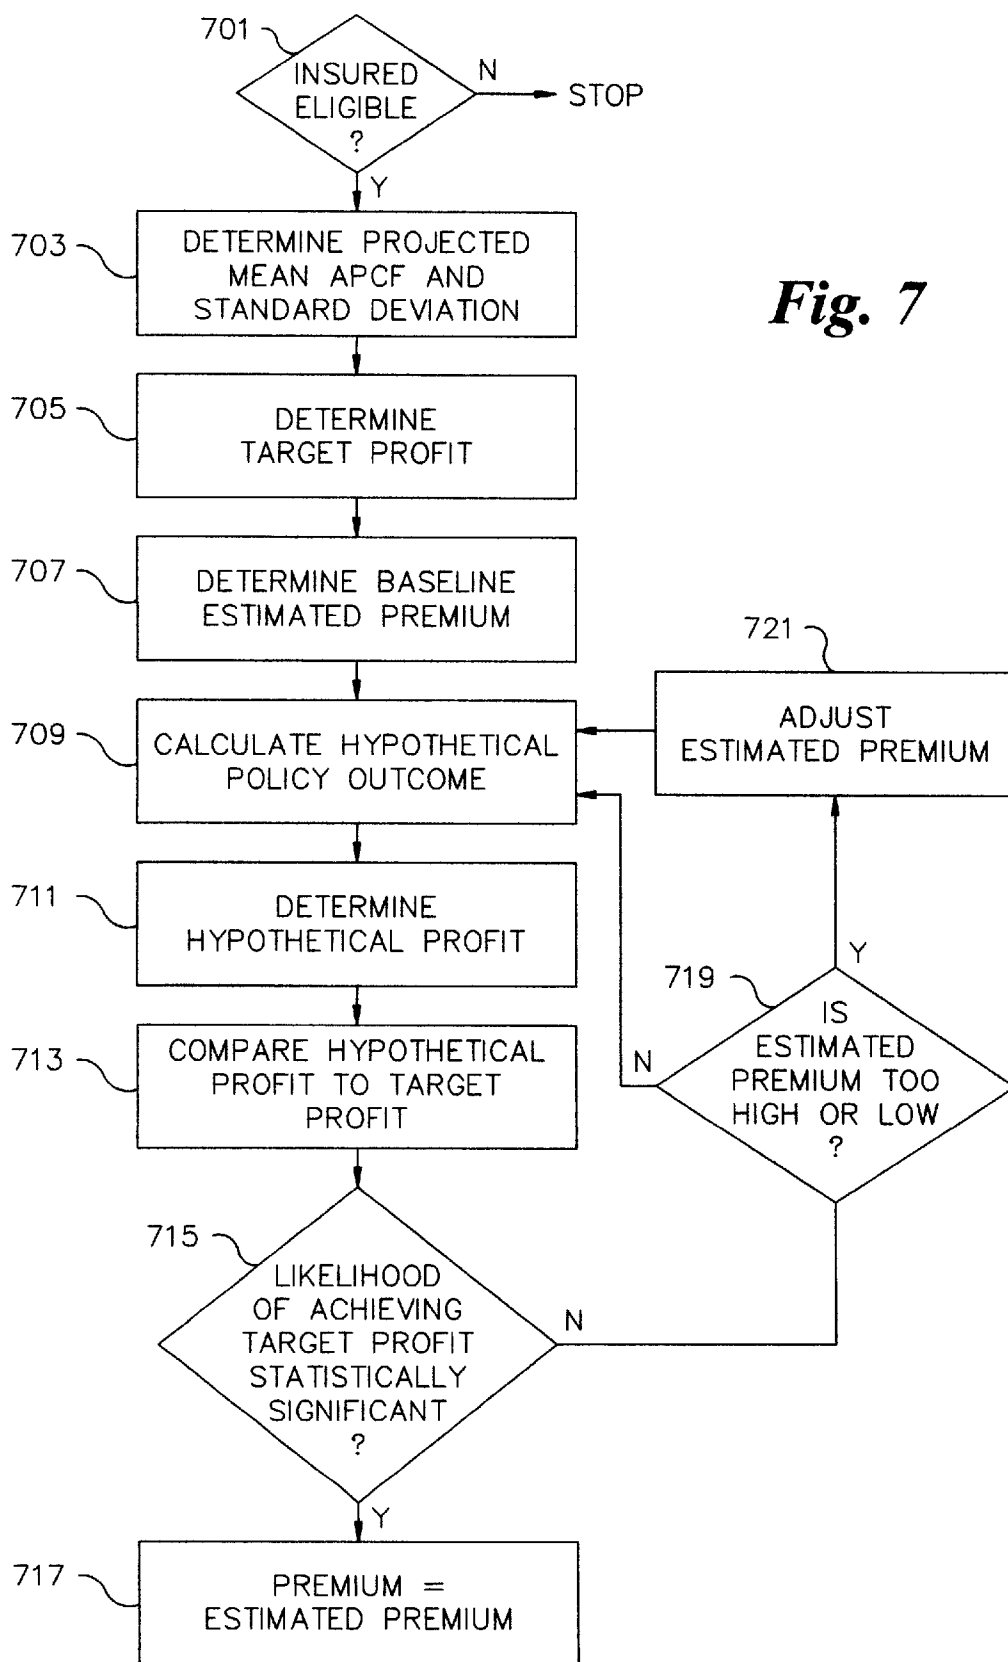 701
INSURED
ELIGIBLE
?
N
STOP
Y
703
DETERMINE PROJECTED
MEAN APCF AND
STANDARD DEVIATION
Fig. 7
705
DETERMINE
TARGET PROFIT
707
DETERMINE BASELINE
ESTIMATED PREMIUM
721
ADJUST
ESTIMATED PREMIUM
709
CALCULATE HYPOTHETICAL
POLICY OUTCOME
711
DETERMINE
HYPOTHETICAL PROFIT
Y
719
IS
ESTIMATED
PREMIUM TOO
HIGH OR LOW
?
N
713
COMPARE HYPOTHETICAL
PROFIT TO TARGET
PROFIT
715
LIKELIHOOD
OF ACHIEVING
TARGET PROFIT
STATISTICALLY
SIGNIFICANT
?
N
Y
717
PREMIUM =
ESTIMATED PREMIUM